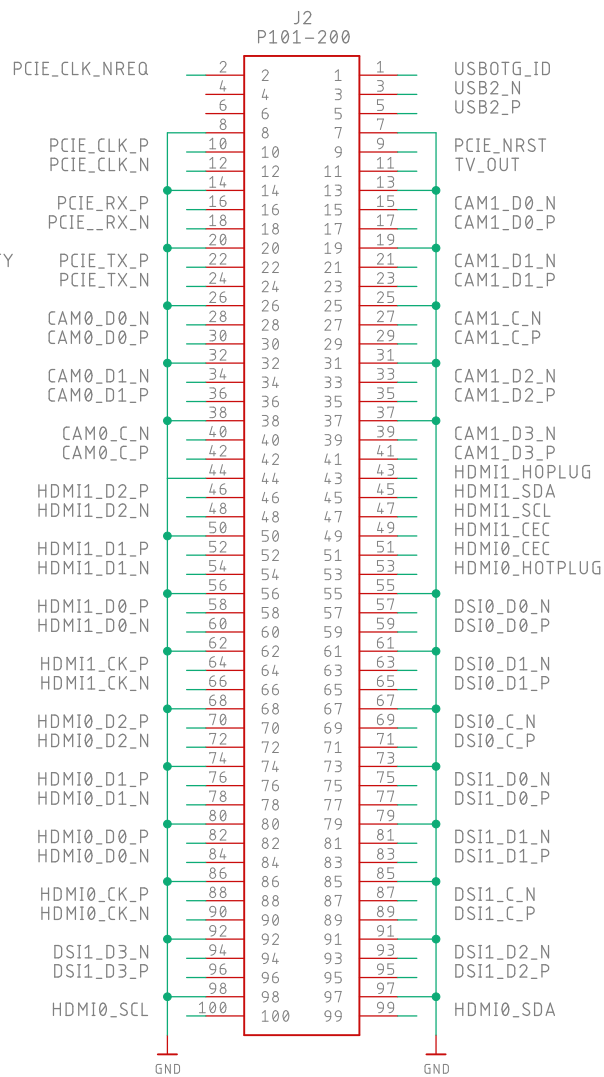 J2
P101-200
PCIE_CLK_NREQ 2 2 1 1 USBOTG_ID
4 4 3 3 USB2_N
6 6 5 5 USB2_P
8 8 7 7
PCIE_CLK_P 10 10 9 9 PCIE_NRST
PCIE_CLK_N 12 12 11 11 TV_OUT
14 14 13 13
PCIE_RX_P 16 16 15 15 CAM1_D0_N
PCIE__RX_N 18 18 17 17 CAM1_D0_P
20 20 19 19
TY PCIE_TX_P 22 22 21 21 CAM1_D1_N
PCIE_TX_N 24 24 23 23 CAM1_D1_P
26 26 25 25
CAM0_D0_N 28 28 27 27 CAM1_C_N
CAM0_D0_P 30 30 29 29 CAM1_C_P
32 32 31 31
CAM0_D1_N 34 34 33 33 CAM1_D2_N
CAM0_D1_P 36 36 35 35 CAM1_D2_P
38 38 37 37
CAM0_C_N 40 40 39 39 CAM1_D3_N
CAM0_C_P 42 42 41 41 CAM1_D3_P
44 44 43 43 HDMI1_HOPLUG
HDMI1_D2_P 46 46 45 45 HDMI1_SDA
HDMI1_D2_N 48 48 47 47 HDMI1_SCL
50 50 49 49 HDMI1_CEC
HDMI1_D1_P 52 52 51 51 HDMI0_CEC
HDMI1_D1_N 54 54 53 53 HDMI0_HOTPLUG
56 56 55 55
HDMI1_D0_P 58 58 57 57 DSI0_D0_N
HDMI1_D0_N 60 60 59 59 DSI0_D0_P
62 62 61 61
HDMI1_CK_P 64 64 63 63 DSI0_D1_N
HDMI1_CK_N 66 66 65 65 DSI0_D1_P
68 68 67 67
HDMI0_D2_P 70 70 69 69 DSI0_C_N
HDMI0_D2_N 72 72 71 71 DSI0_C_P
74 74 73 73
HDMI0_D1_P 76 76 75 75 DSI1_D0_N
HDMI0_D1_N 78 78 77 77 DSI1_D0_P
80 80 79 79
HDMI0_D0_P 82 82 81 81 DSI1_D1_N
HDMI0_D0_N 84 84 83 83 DSI1_D1_P
86 86 85 85
HDMI0_CK_P 88 88 87 87 DSI1_C_N
HDMI0_CK_N 90 90 89 89 DSI1_C_P
92 92 91 91
DSI1_D3_N 94 94 93 93 DSI1_D2_N
DSI1_D3_P 96 96 95 95 DSI1_D2_P
98 98 97 97
HDMI0_SCL 100 100 99 99 HDMI0_SDA
GND GND